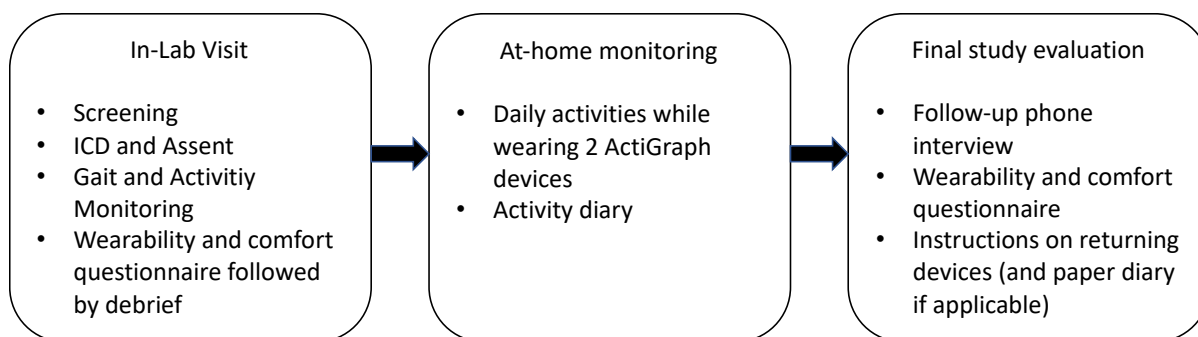 In-Lab Visit
• Screening
• ICD and Assent
• Gait and Activitiy
Monitoring
• Wearability and comfort
questionnaire followed
by debrief
At-home monitoring
• Daily activities while
wearing 2 ActiGraph
devices
• Activity diary
Final study evaluation
• Follow-up phone
interview
• Wearability and comfort
questionnaire
• Instructions on returning
devices (and paper diary
if applicable)